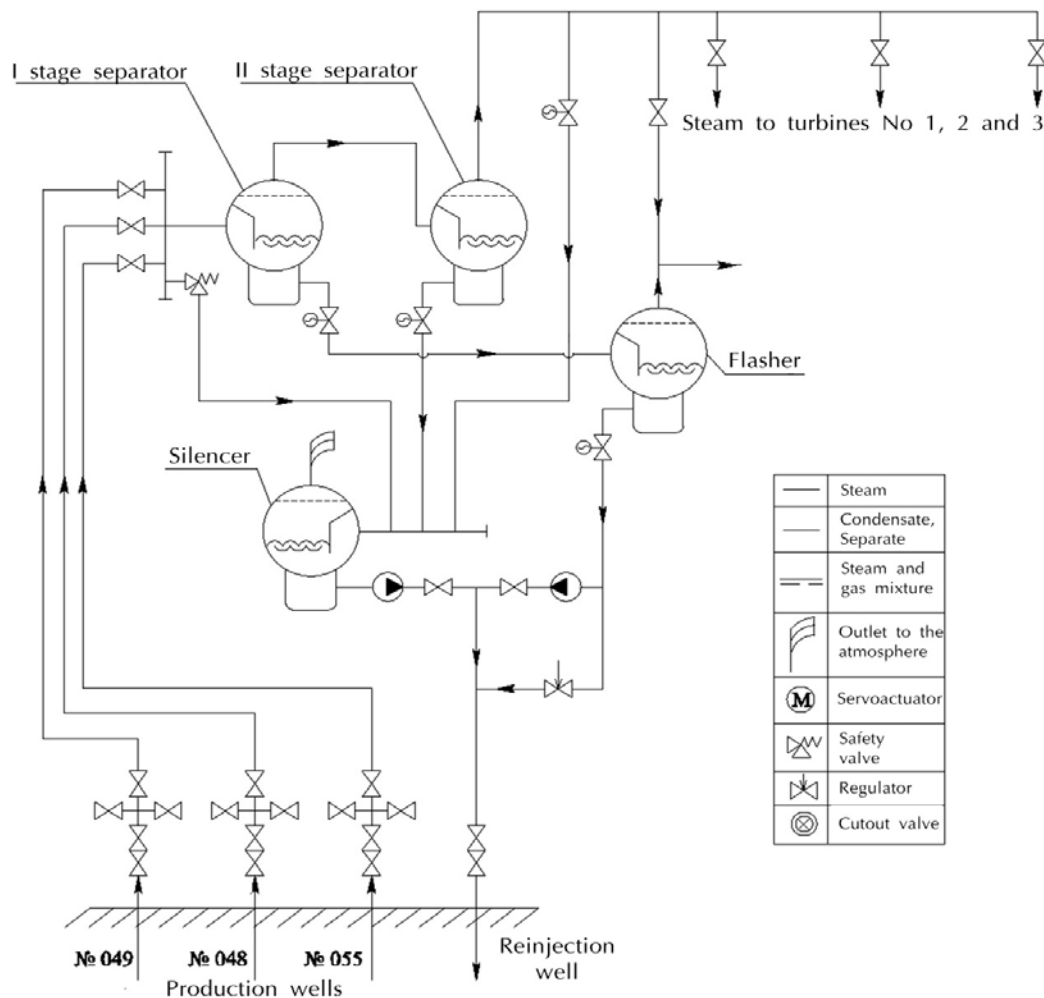 I stage separator
II stage separator
Steam to turbines No 1, 2 and 3
Flasher
Silencer
Steam
Condensate,
Separate
Steam and
gas mixture
Outlet to the
atmosphere
M
Servoactuator
Safety
valve
Regulator
Cutout valve
№ 049
№ 048
№ 055
Production wells
Reinjection
well